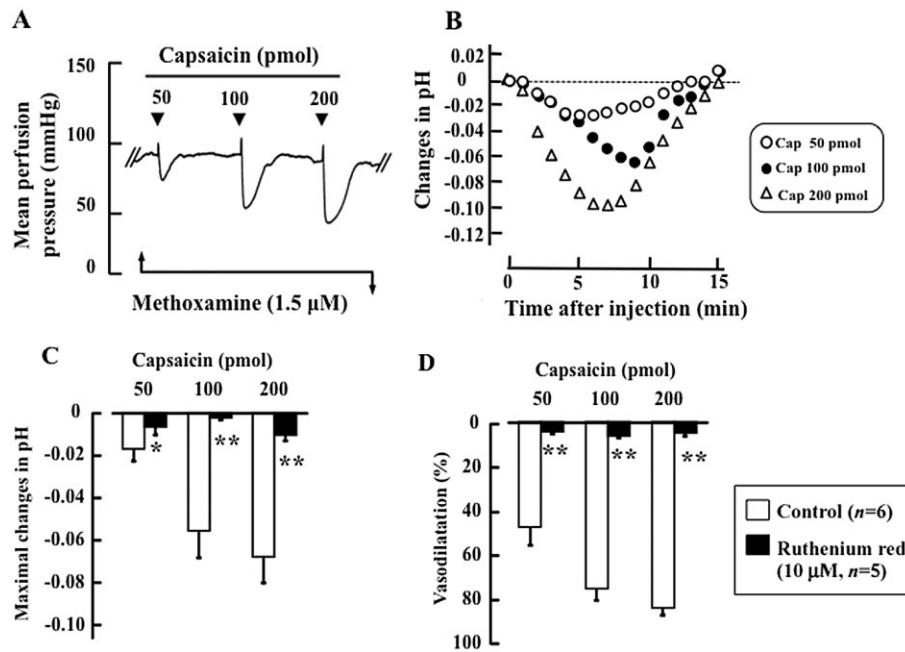 A
Capsaicin (pmol)
50 100 200
Mean perfusion
pressure (mmHg)
150
100
50
0
Methoxamine (1.5 µM)
B
Changes in pH
0.02
0
-0.02
-0.04
-0.06
-0.08
-0.10
-0.12
0 5 10 15
Time after injection (min)
Cap 50 pmol
Cap 100 pmol
Cap 200 pmol
C
Capsaicin (pmol)
50 100 200
Maximal changes in pH
0
-0.02
-0.04
-0.06
-0.08
-0.10
* ** **
D
Capsaicin (pmol)
50 100 200
Vasodilatation (%)
0
20
40
60
80
100
** ** **
Control (n=6)
Ruthenium red
(10 µM, n=5)